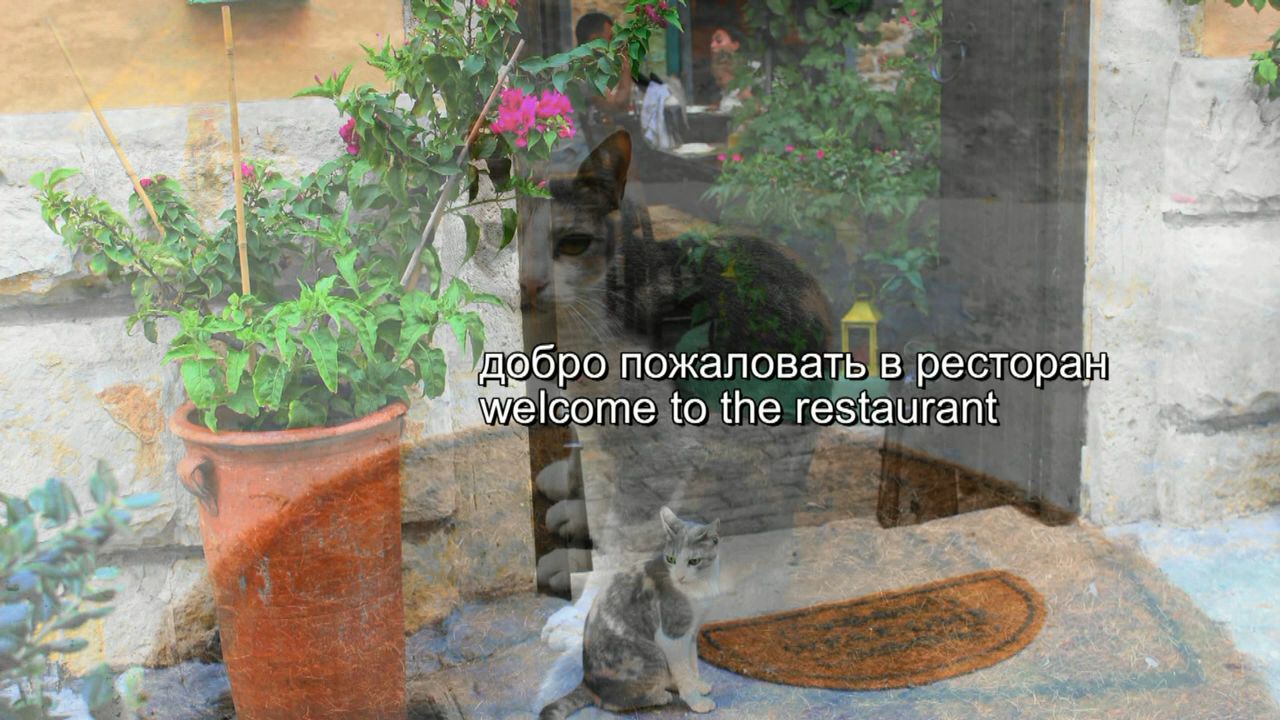 добро пожаловать в ресторан
welcome to the restaurant